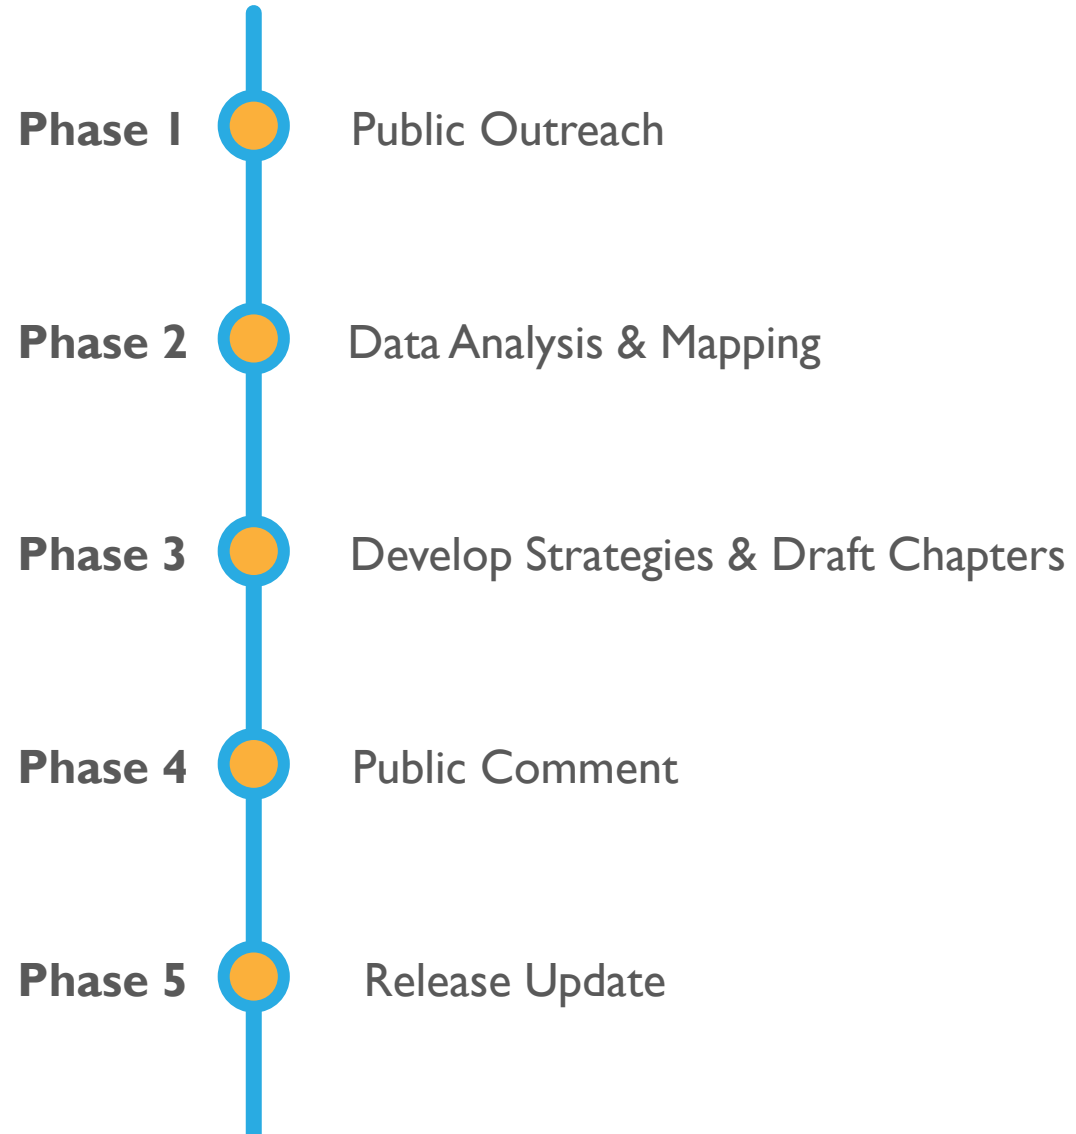 Phase 1 Public Outreach
Phase 2 Data Analysis & Mapping
Phase 3 Develop Strategies & Draft Chapters
Phase 4 Public Comment
Phase 5 Release Update